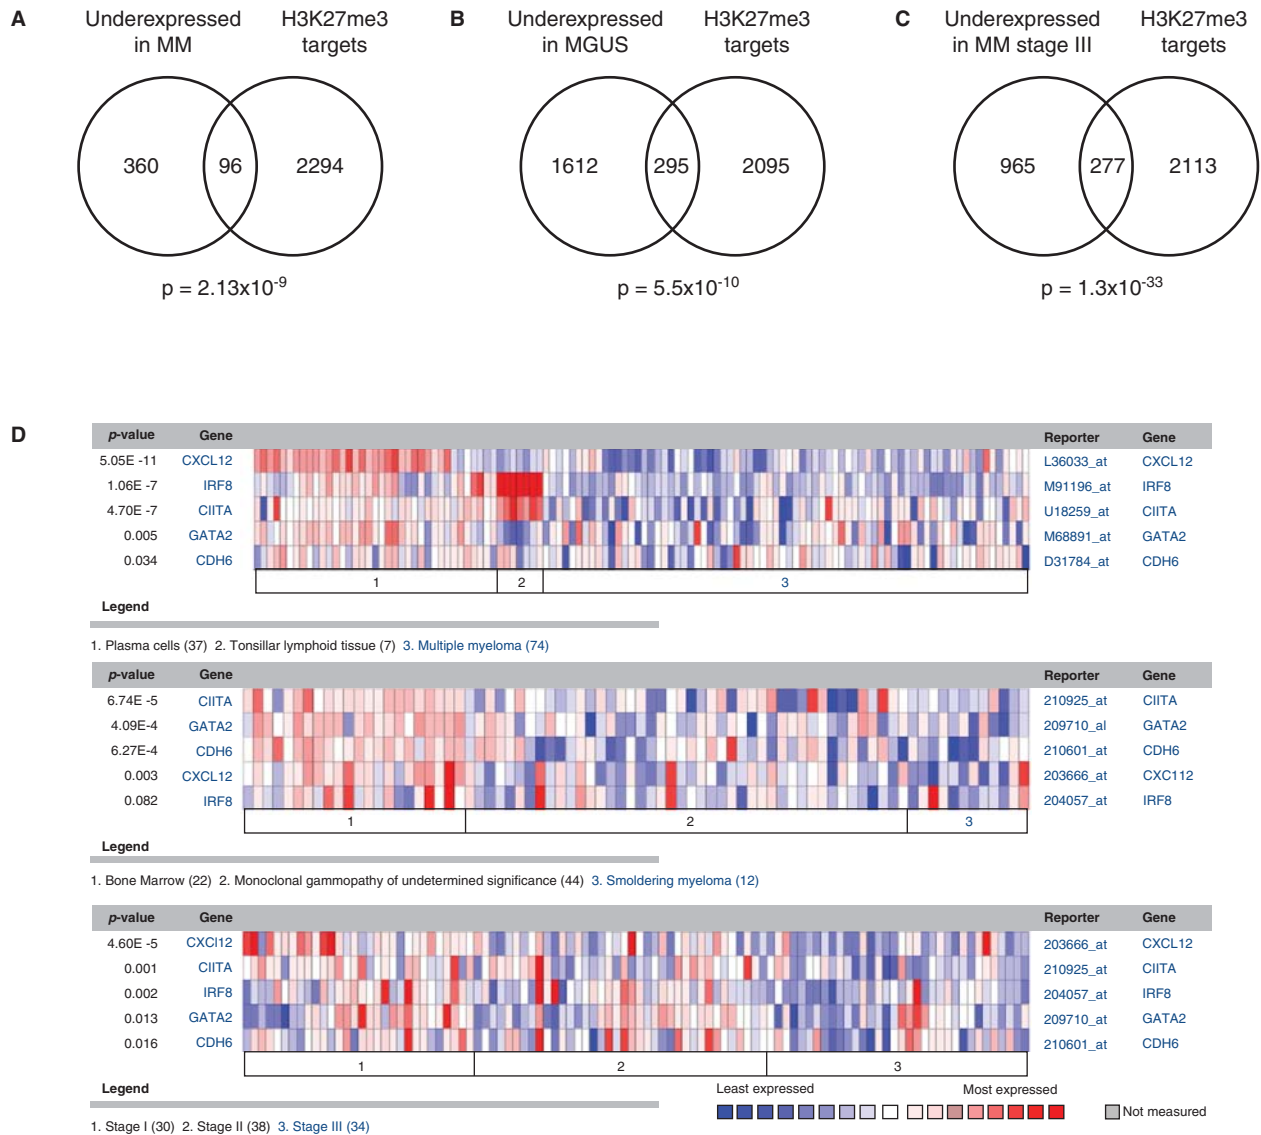 A
Underexpressed
in MM
H3K27me3
targets
360
96
2294
p = 2.13x10-9
B
Underexpressed
in MGUS
H3K27me3
targets
1612
295
2095
p = 5.5x10-10
C
Underexpressed
in MM stage III
H3K27me3
targets
965
277
2113
p = 1.3x10-33
D
p-value Gene Reporter Gene
5.05E -11 CXCL12 L36033_at CXCL12
1.06E -7 IRF8 M91196_at IRF8
4.70E -7 CIITA U18259_at CIITA
0.005 GATA2 M68891_at GATA2
0.034 CDH6 D31784_at CDH6
1 2 3
Legend
1. Plasma cells (37) 2. Tonsillar lymphoid tissue (7) 3. Multiple myeloma (74)
p-value Gene Reporter Gene
6.74E -5 CIITA 210925_at CIITA
4.09E-4 GATA2 209710_al GATA2
6.27E-4 CDH6 210601_at CDH6
0.003 CXCL12 203666_at CXC112
0.082 IRF8 204057_at IRF8
1 2 3
Legend
1. Bone Marrow (22) 2. Monoclonal gammopathy of undetermined significance (44) 3. Smoldering myeloma (12)
p-value Gene Reporter Gene
4.60E -5 CXCl12 203666_at CXCL12
0.001 CIITA 210925_at CIITA
0.002 IRF8 204057_at IRF8
0.013 GATA2 209710_at GATA2
0.016 CDH6 210601_at CDH6
1 2 3
Legend
Least expressed Most expressed
Not measured
1. Stage I (30) 2. Stage II (38) 3. Stage III (34)